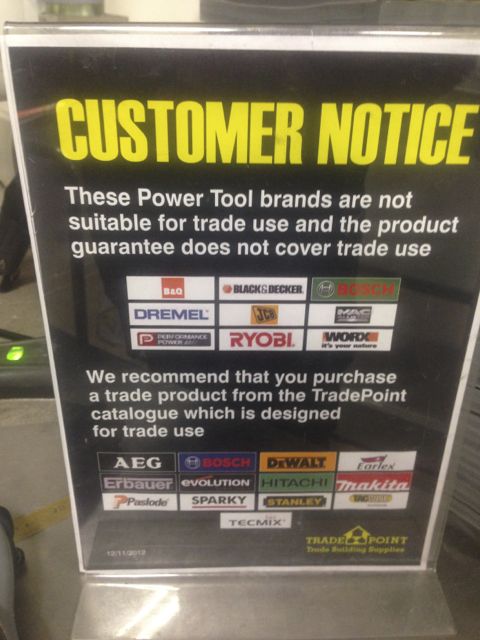 CUSTOMER NOTICE
These Power Tool brands are not
suitable for trade use and the product
guarantee does not cover trade use
B&Q BLACK&DECKER. BOSCH
DREMEL JCB MAC
PERFORMANCE POWER RYOBI WORX it's your nature
We recommend that you purchase
a trade product from the TradePoint
catalogue which is designed
for trade use
AEG BOSCH DEWALT Earlex
Erbauer eVOLUTION HITACHI makita
Paslode SPARKY STANLEY
TECMIX
TRADE POINT
Trade Building Supplies
12/11/2012